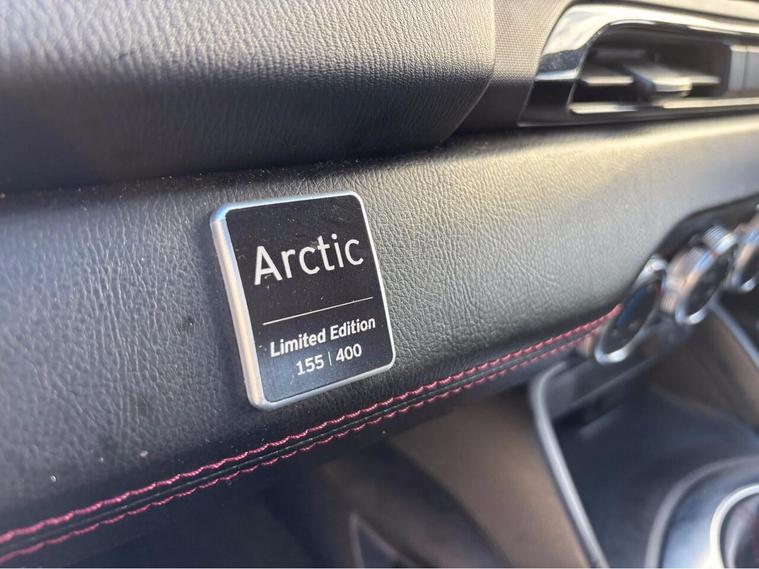 Arctic
Limited Edition
155 | 400